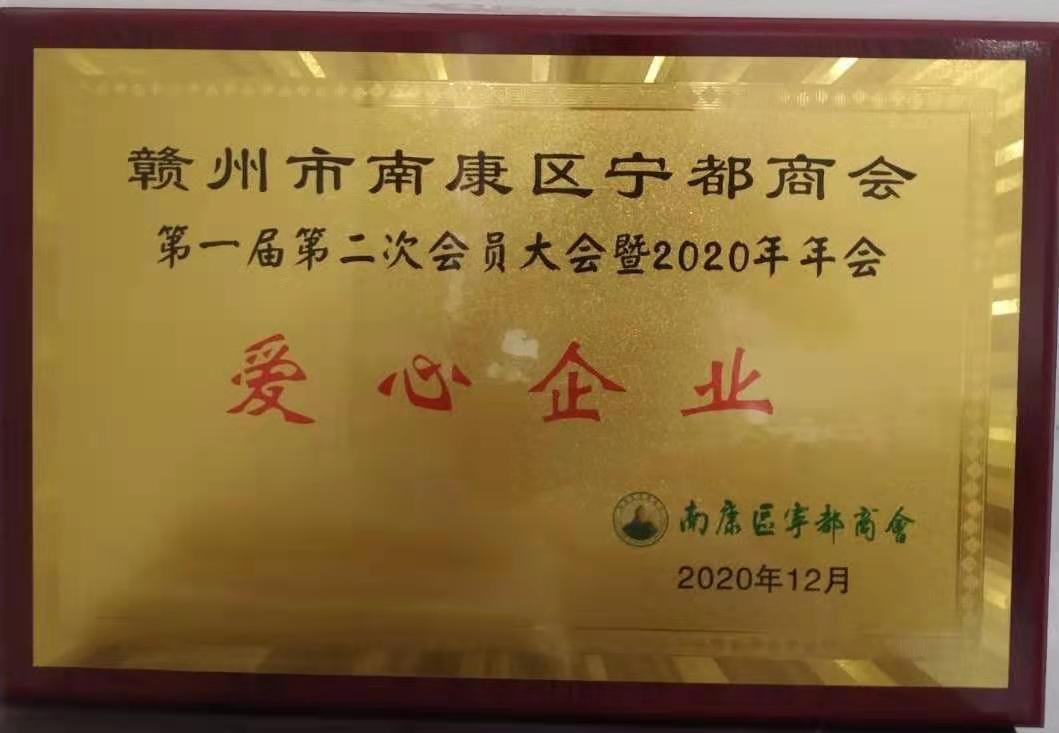 赣州市南康区宁都商会
第一届第二次会员大会暨2020年年会
爱心企业
南康區寧都商會
2020年12月